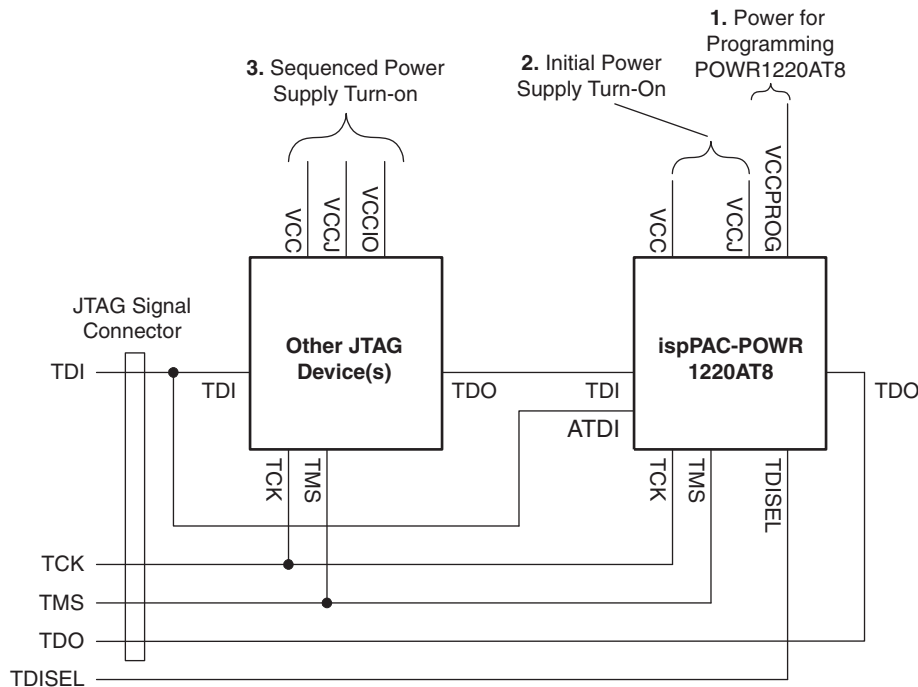 1. Power for
Programming
POWR1220AT8
2. Initial Power
Supply Turn-On
3. Sequenced Power
Supply Turn-on
VCC
VCCJ
VCCIO
VCC
VCCJ
VCCPROG
JTAG Signal
Connector
Other JTAG
Device(s)
ispPAC-POWR
1220AT8
TDI
TDI
TDO
TDI
TDO
ATDI
TCK
TMS
TCK
TMS
TDISEL
TCK
TMS
TDO
TDISEL